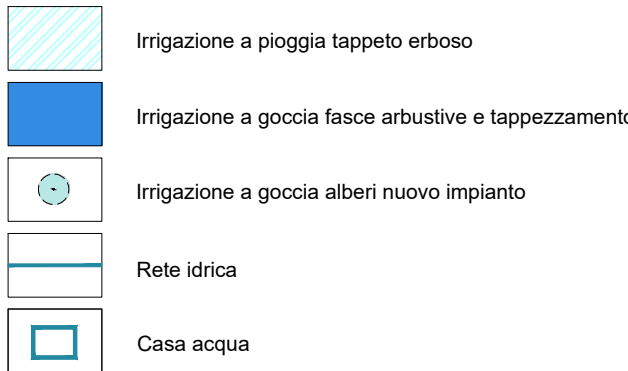 Irrigazione a pioggia tappeto erboso
Irrigazione a goccia fasce arbustive e tappezzamento
Irrigazione a goccia alberi nuovo impianto
Rete idrica
Casa acqua